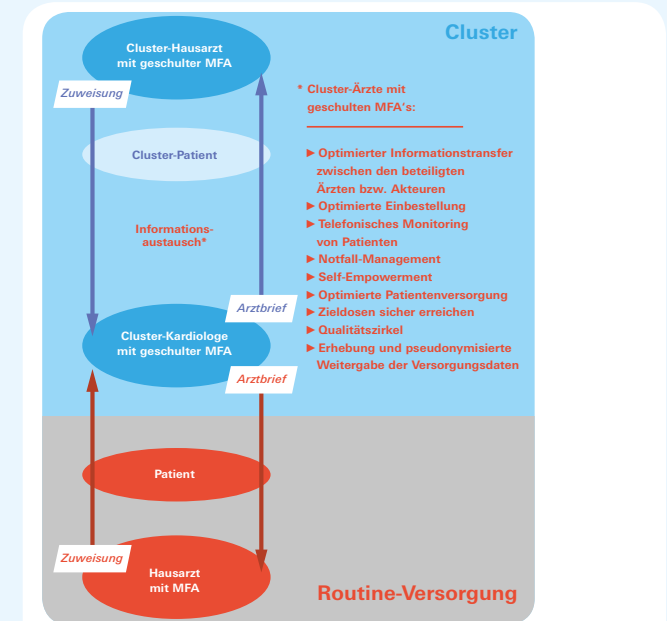 Cluster
Cluster-Hausarzt
mit geschulter MFA
Zuweisung
Cluster-Patient
Informations-
austausch*
Arztbrief
Cluster-Kardiologe
mit geschulter MFA
Arztbrief
* Cluster-Ärzte mit
geschulten MFA's:
► Optimierter Informationstransfer
zwischen den beteiligten
Ärzten bzw. Akteuren
► Optimierte Einbestellung
► Telefonisches Monitoring
von Patienten
► Notfall-Management
► Self-Empowerment
► Optimierte Patientenversorgung
► Zieldosen sicher erreichen
► Qualitätszirkel
► Erhebung und pseudonymisierte
Weitergabe der Versorgungsdaten
Patient
Zuweisung
Hausarzt
mit MFA
Routine-Versorgung